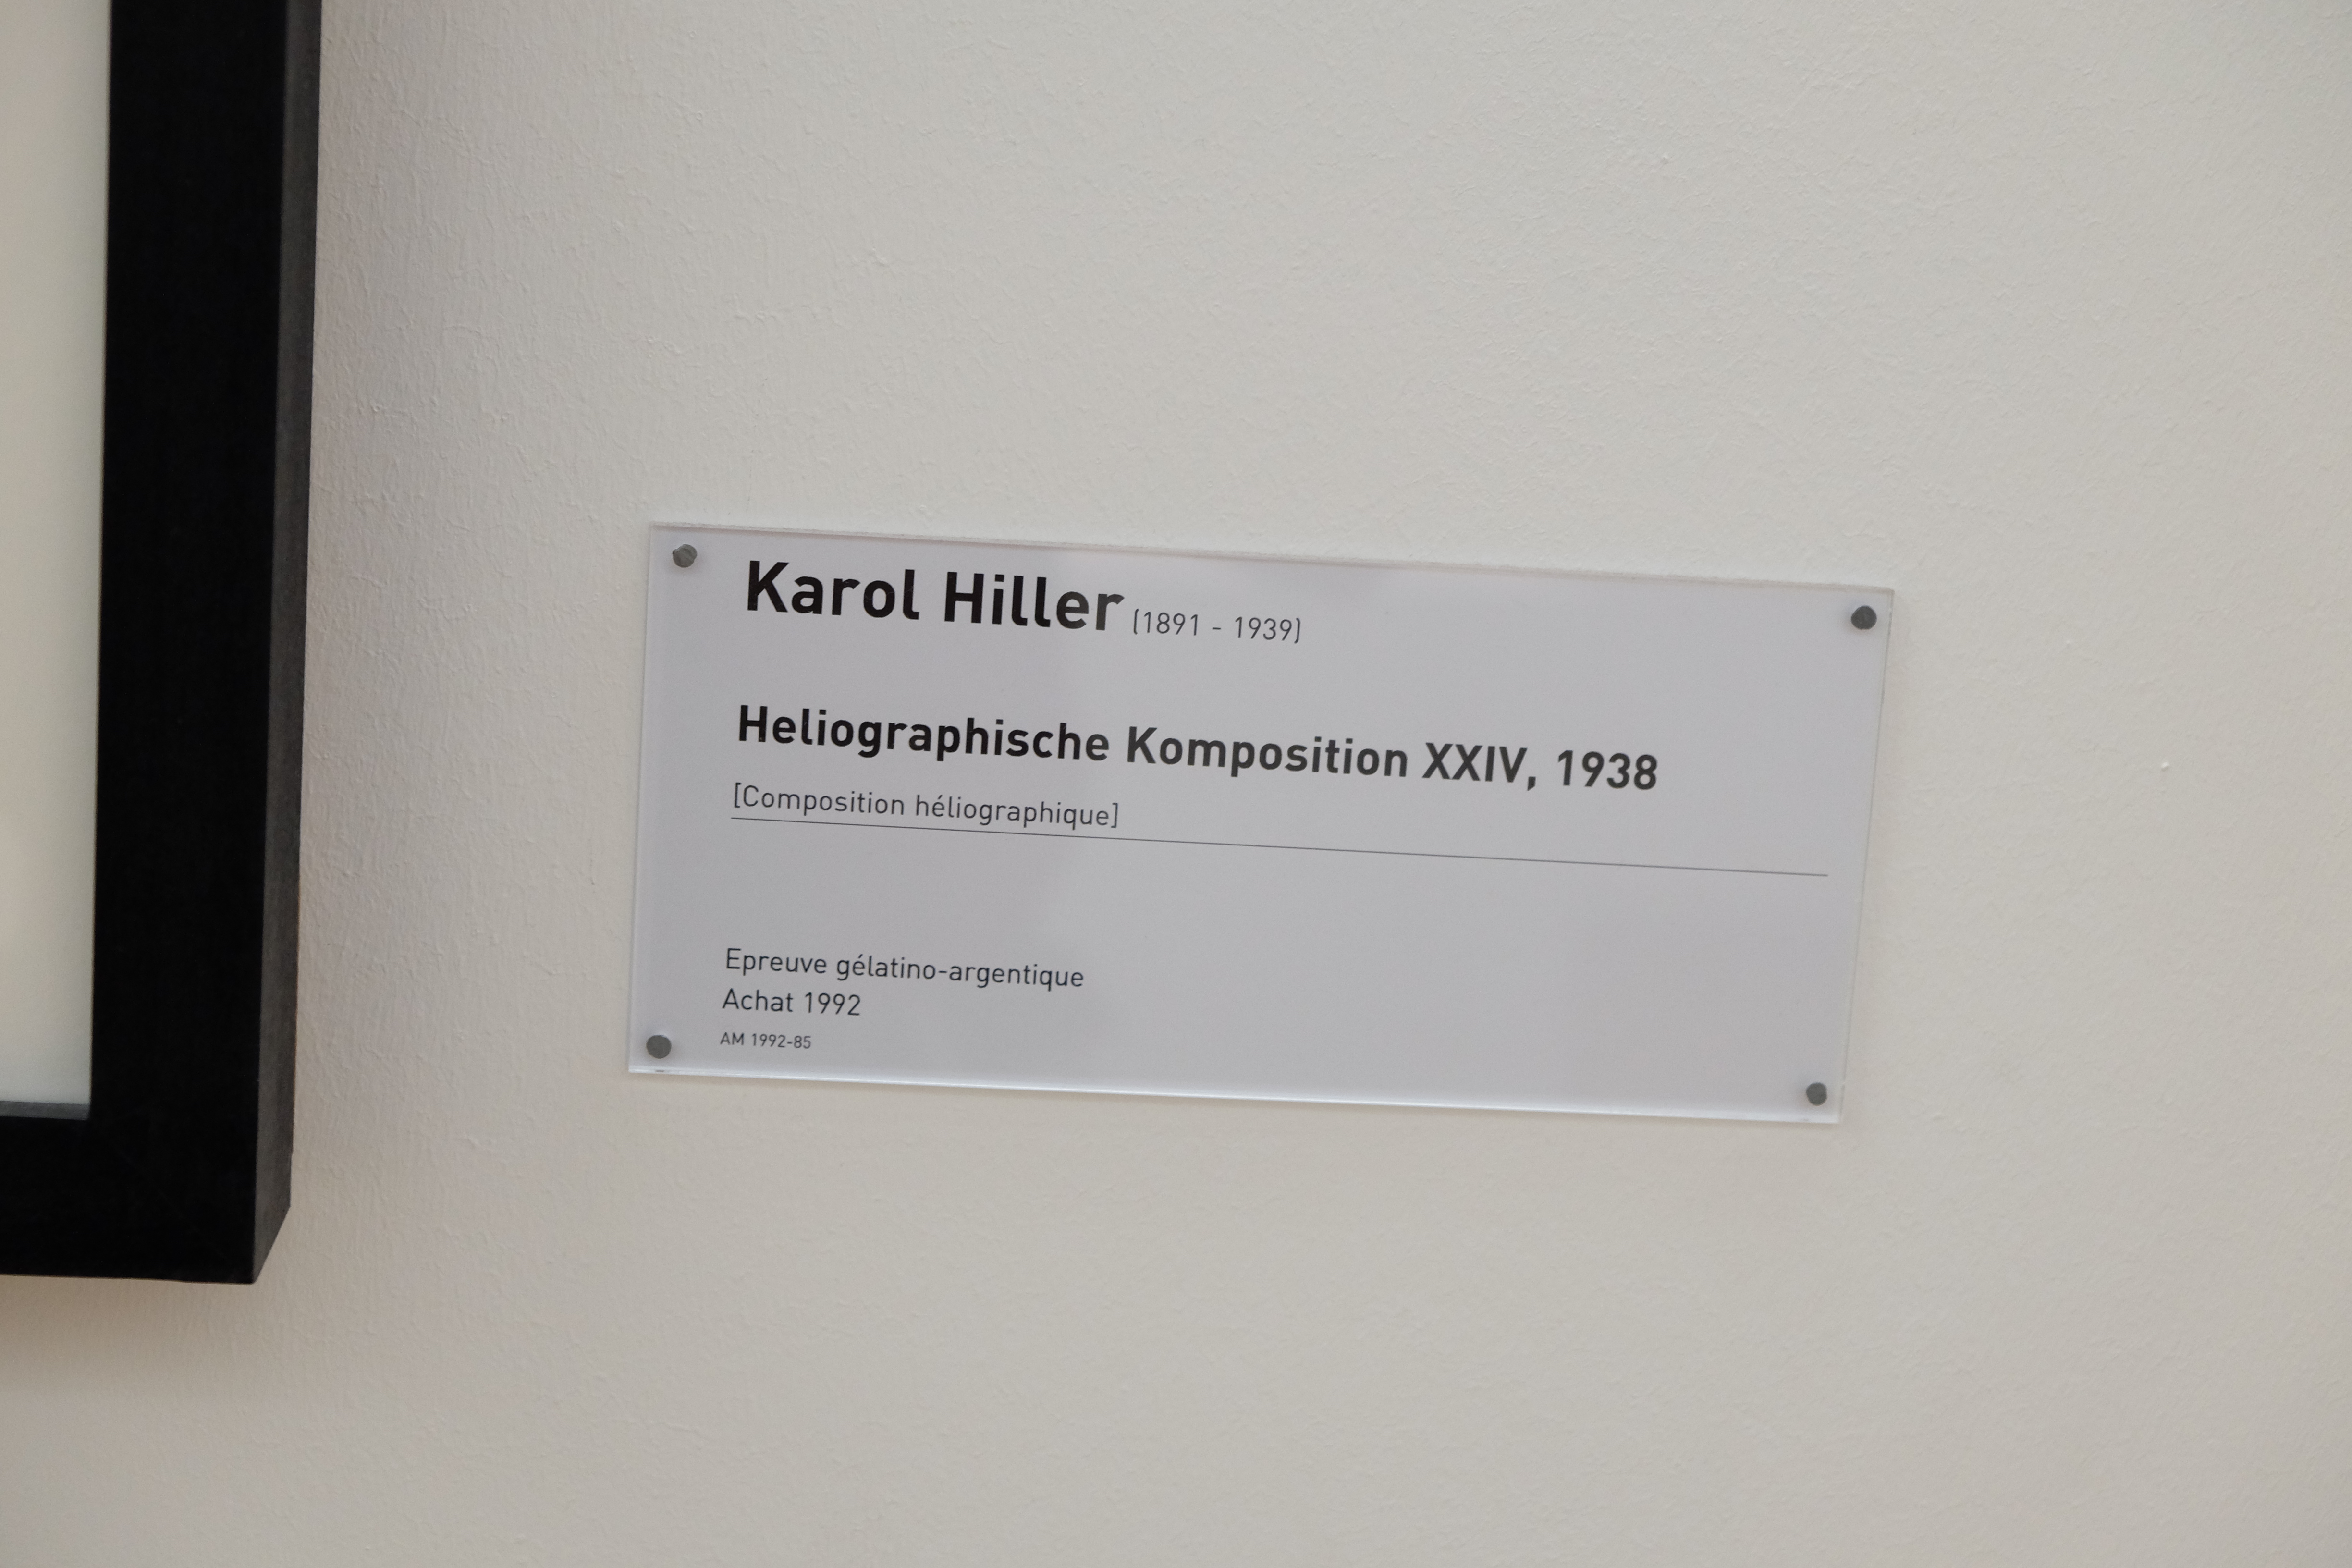 Karol Hiller (1891 - 1939)
Heliographische Komposition XXIV, 1938
[Composition héliographique]
Epreuve gélatino-argentique
Achat 1992
AM 1992-85